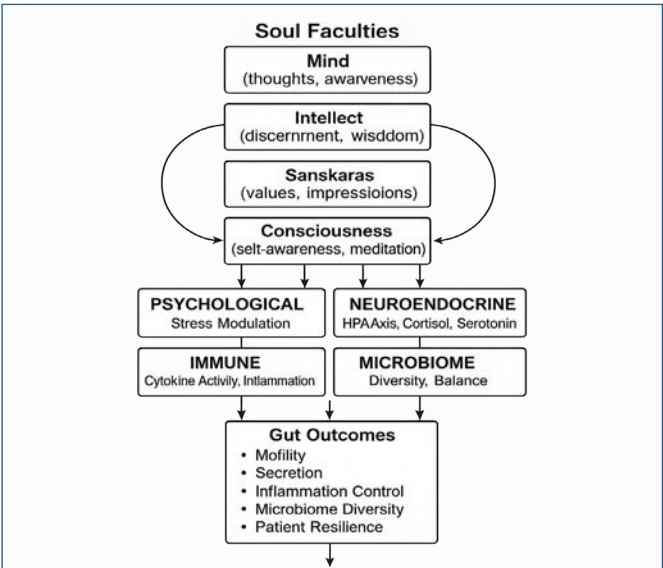 Soul Faculties
Mind
(thoughts, awarveness)
Intellect
(discernrnent, wisddom)
Sanskaras
(values, impressioions)
Consciousness
(selt-awareness, meditation)
PSYCHOLOGICAL
Stress Modulation
NEUROENDOCRINE
HPAAxis, Cortisol, Serotonin
IMMUNE
Cytokine Activity, Intlammation
MICROBIOME
Diversity, Balance
Gut Outcomes
• Mofility
• Secretion
• Inflammation Control
• Microbiome Diversity
• Patient Resilience